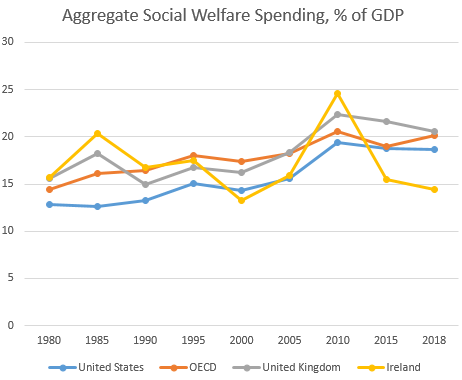 Aggregate Social Welfare Spending, % of GDP
30
25
20
15
10
5
0
1980 1985 1990 1995 2000 2005 2010 2015 2018
United States OECD United Kingdom Ireland